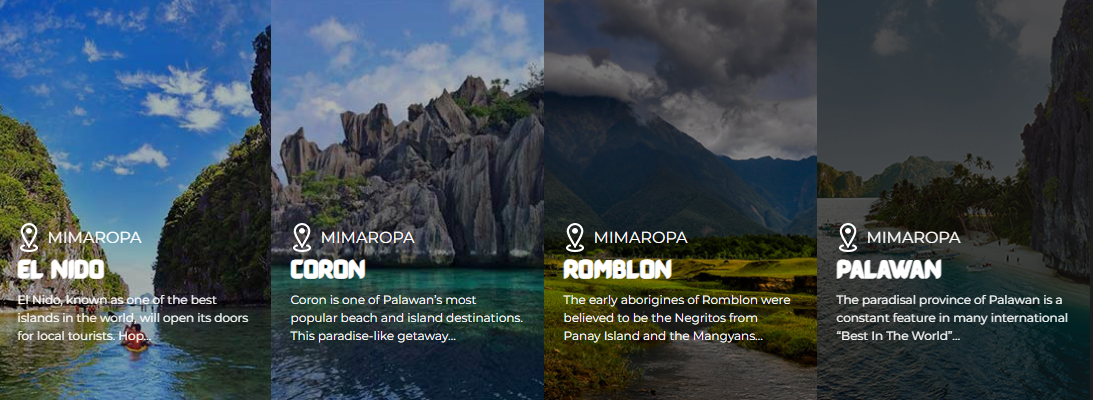 MIMAROPA
EL NIDO
El Nido, known as one of the best
islands in the world, will open its doors
for local tourists. Hop...
MIMAROPA
CORON
Coron is one of Palawan's most
popular beach and island destinations.
This paradise-like getaway...
MIMAROPA
ROMBLON
The early aborigines of Romblon were
believed to be the Negritos from
Panay Island and the Mangyans...
MIMAROPA
PALAWAN
The paradisal province of Palawan is a
constant feature in many international
“Best In The World”...